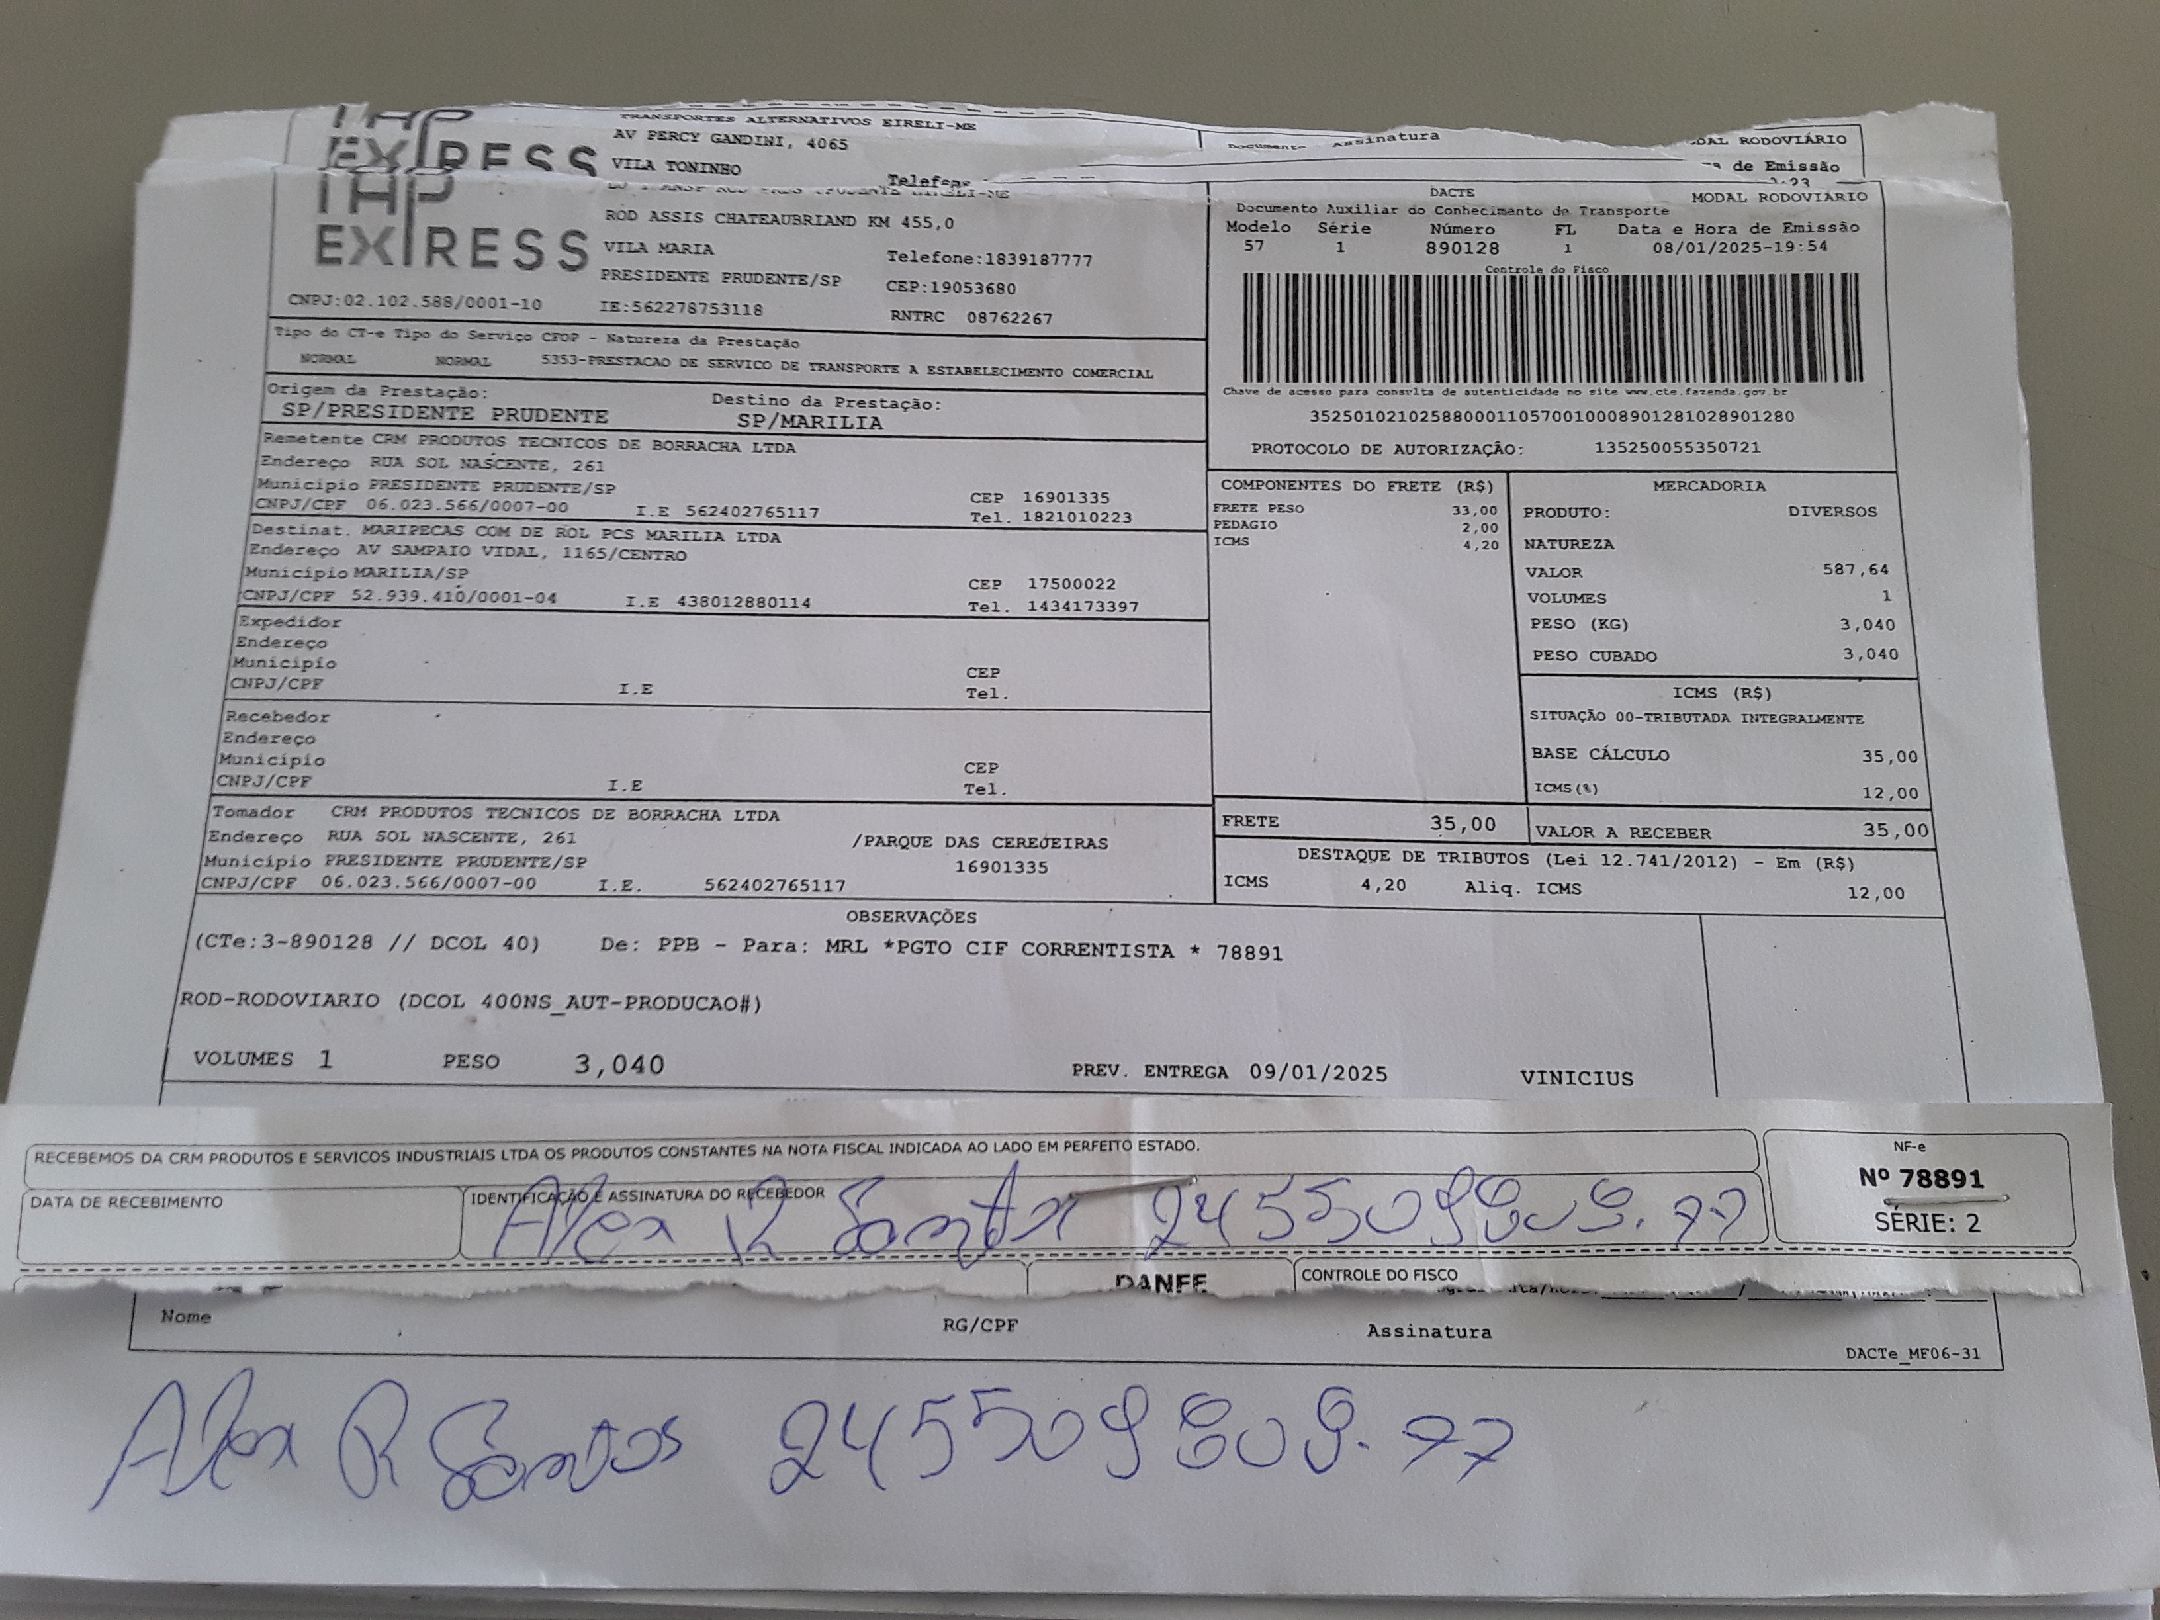 TRANSPORTES ALTERNATIVOS EIRELI-ME
AV PERCY GANDINI, 4065
VILA TONINHO
Assinatura
MODAL RODOVIÁRIO
de Emissão
EXPRESS
EXPRESS
ROD ASSIS CHATEAUBRIAND KM 455,0
VILA MARIA Telefone:1839187777
PRESIDENTE PRUDENTE/SP CEP:19053680
CNPJ:02.102.588/0001-10 IE:562278753118 RNTRC 08762267
DACTE MODAL RODOVIÁRIO
Documento Auxiliar do Conhecimento de Transporte
Modelo Série Número FL Data e Hora de Emissão
57 1 890128 1 08/01/2025-19:54
Controle do Fisco
Chave de acesso para consulta de autenticidade no site www.cte.fazenda.gov.br
35250102102588000110570010008901281028901280
PROTOCOLO DE AUTORIZAÇÃO: 135250055350721
Tipo do CT-e Tipo do Serviço CFOP - Natureza da Prestação
NORMAL NORMAL 5353-PRESTACAO DE SERVICO DE TRANSPORTE A ESTABELECIMENTO COMERCIAL
Origem da Prestação: Destino da Prestação:
SP/PRESIDENTE PRUDENTE SP/MARILIA
Remetente CRM PRODUTOS TECNICOS DE BORRACHA LTDA
Endereço RUA SOL NASCENTE, 261
Município PRESIDENTE PRUDENTE/SP CEP 16901335
CNPJ/CPF 06.023.566/0007-00 I.E 562402765117 Tel. 1821010223
Destinat. MARIPECAS COM DE ROL PCS MARILIA LTDA
Endereço AV SAMPAIO VIDAL, 1165/CENTRO
Município MARILIA/SP CEP 17500022
CNPJ/CPF 52.939.410/0001-04 I.E 438012880114 Tel. 1434173397
Expedidor
Endereço
Município CEP
CNPJ/CPF I.E Tel.
Recebedor
Endereço
Município CEP
CNPJ/CPF I.E Tel.
Tomador CRM PRODUTOS TECNICOS DE BORRACHA LTDA
Endereço RUA SOL NASCENTE, 261 /PARQUE DAS CEREJEIRAS
Município PRESIDENTE PRUDENTE/SP 16901335
CNPJ/CPF 06.023.566/0007-00 I.E. 562402765117
COMPONENTES DO FRETE (R$)
FRETE PESO 33,00
PEDAGIO 2,00
ICMS 4,20
MERCADORIA
PRODUTO: DIVERSOS
NATUREZA
VALOR 587,64
VOLUMES 1
PESO (KG) 3,040
PESO CUBADO 3,040
ICMS (R$)
SITUAÇÃO 00-TRIBUTADA INTEGRALMENTE
BASE CÁLCULO 35,00
ICMS(%) 12,00
FRETE 35,00 VALOR A RECEBER 35,00
DESTAQUE DE TRIBUTOS (Lei 12.741/2012) - Em (R$)
ICMS 4,20 Aliq. ICMS 12,00
OBSERVAÇÕES
(CTe:3-890128 // DCOL 40) De: PPB - Para: MRL *PGTO CIF CORRENTISTA * 78891
ROD-RODOVIARIO (DCOL 400NS_AUT-PRODUCAO#)
VOLUMES 1 PESO 3,040 PREV. ENTREGA 09/01/2025 VINICIUS
RECEBEMOS DA CRM PRODUTOS E SERVICOS INDUSTRIAIS LTDA OS PRODUTOS CONSTANTES NA NOTA FISCAL INDICADA AO LADO EM PERFEITO ESTADO.
DATA DE RECEBIMENTO IDENTIFICAÇÃO E ASSINATURA DO RECEBEDOR
Alex R Santos
NF-e
Nº 78891
SÉRIE: 2
DANFE CONTROLE DO FISCO
Nome RG/CPF Assinatura
DACTe_MF06-31
Alex R Santos